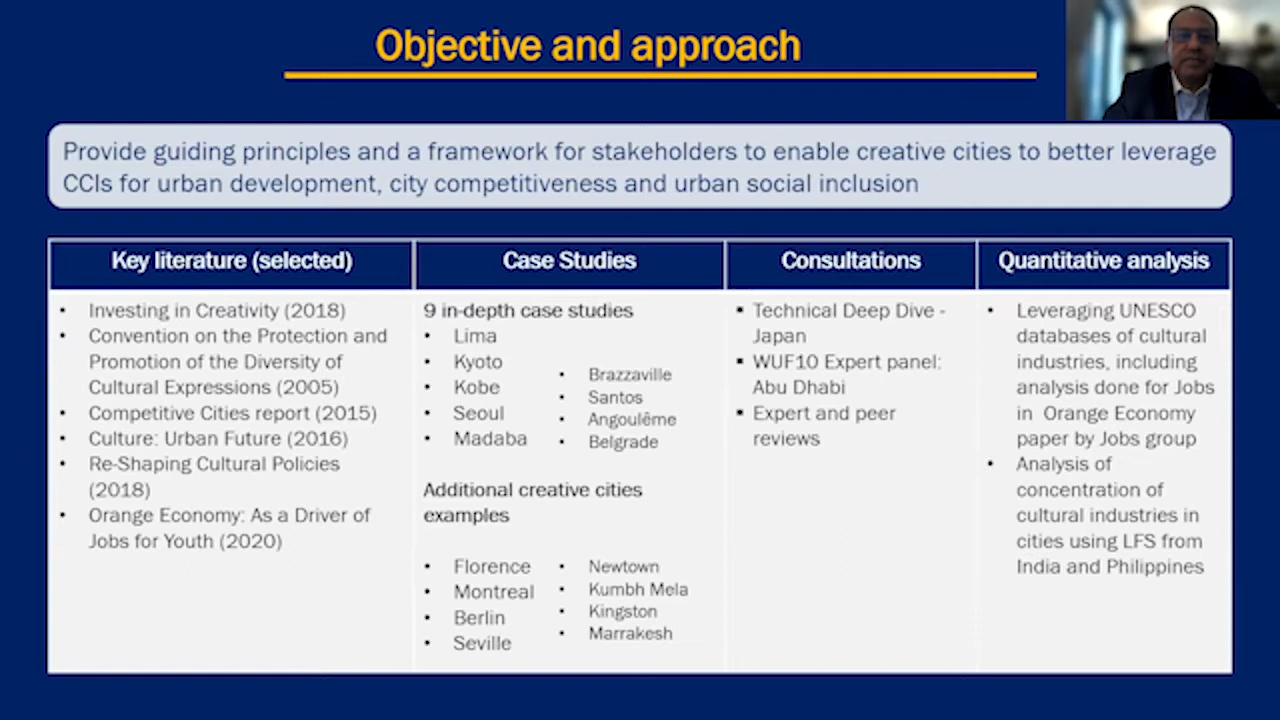 Objective and approach
Provide guiding principles and a framework for stakeholders to enable creative cities to better leverage
CCIs for urban development, city competitiveness and urban social inclusion
Key literature (selected)
• Investing in Creativity (2018)
• Convention on the Protection and
Promotion of the Diversity of
Cultural Expressions (2005)
• Competitive Cities report (2015)
• Culture: Urban Future (2016)
• Re-Shaping Cultural Policies
(2018)
• Orange Economy: As a Driver of
Jobs for Youth (2020)
Case Studies
9 in-depth case studies
• Lima
• Kyoto
• Kobe
• Seoul
• Madaba
• Brazzaville
• Santos
• Angoulême
• Belgrade
Additional creative cities
examples
• Florence
• Montreal
• Berlin
• Seville
• Newtown
• Kumbh Mela
• Kingston
• Marrakesh
Consultations
▪ Technical Deep Dive -
Japan
▪ WUF10 Expert panel:
Abu Dhabi
▪ Expert and peer
reviews
Quantitative analysis
• Leveraging UNESCO
databases of cultural
industries, including
analysis done for Jobs
in Orange Economy
paper by Jobs group
• Analysis of
concentration of
cultural industries in
cities using LFS from
India and Philippines